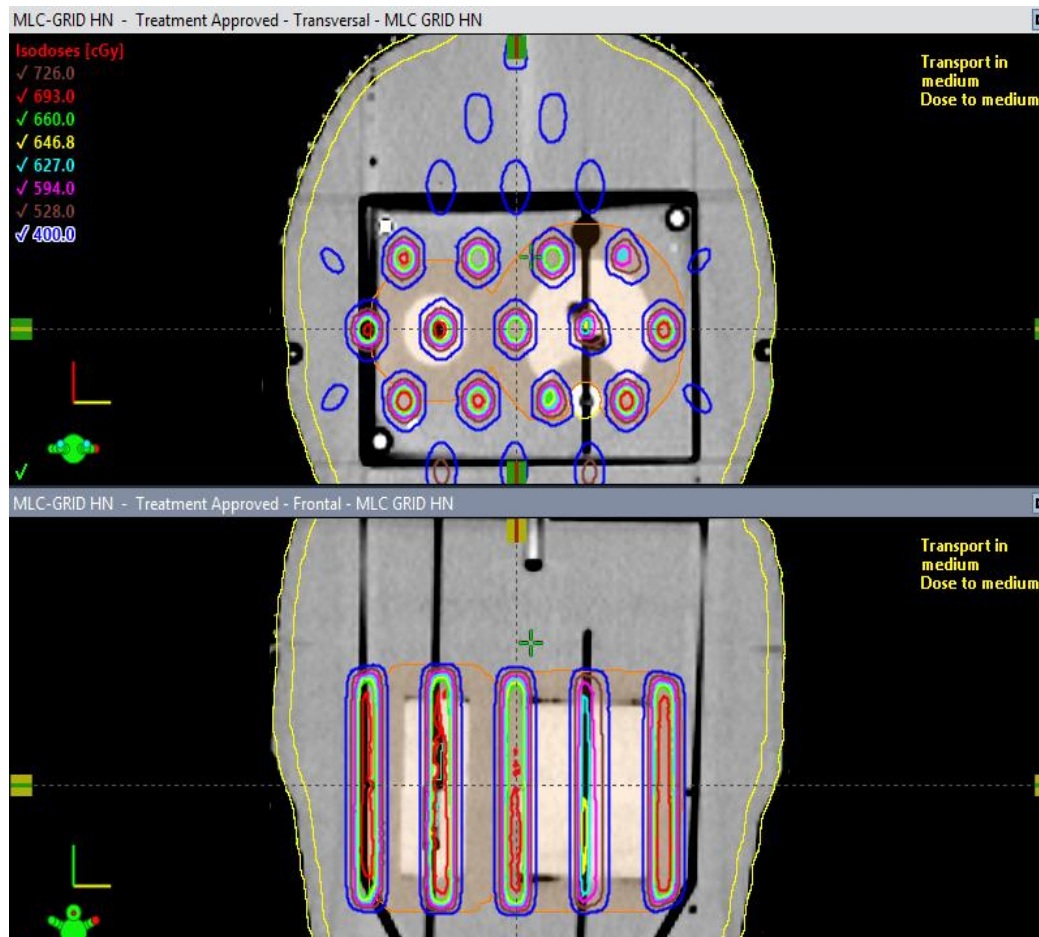 MLC-GRID HN - Treatment Approved - Transversal - MLC GRID HN
Isodoses [cGy]
✓ 726.0
✓ 693.0
✓ 660.0
✓ 646.8
✓ 627.0
✓ 594.0
✓ 528.0
✓ 400.0
Transport in
medium
Dose to medium
MLC-GRID HN - Treatment Approved - Frontal - MLC GRID HN
Transport in
medium
Dose to medium